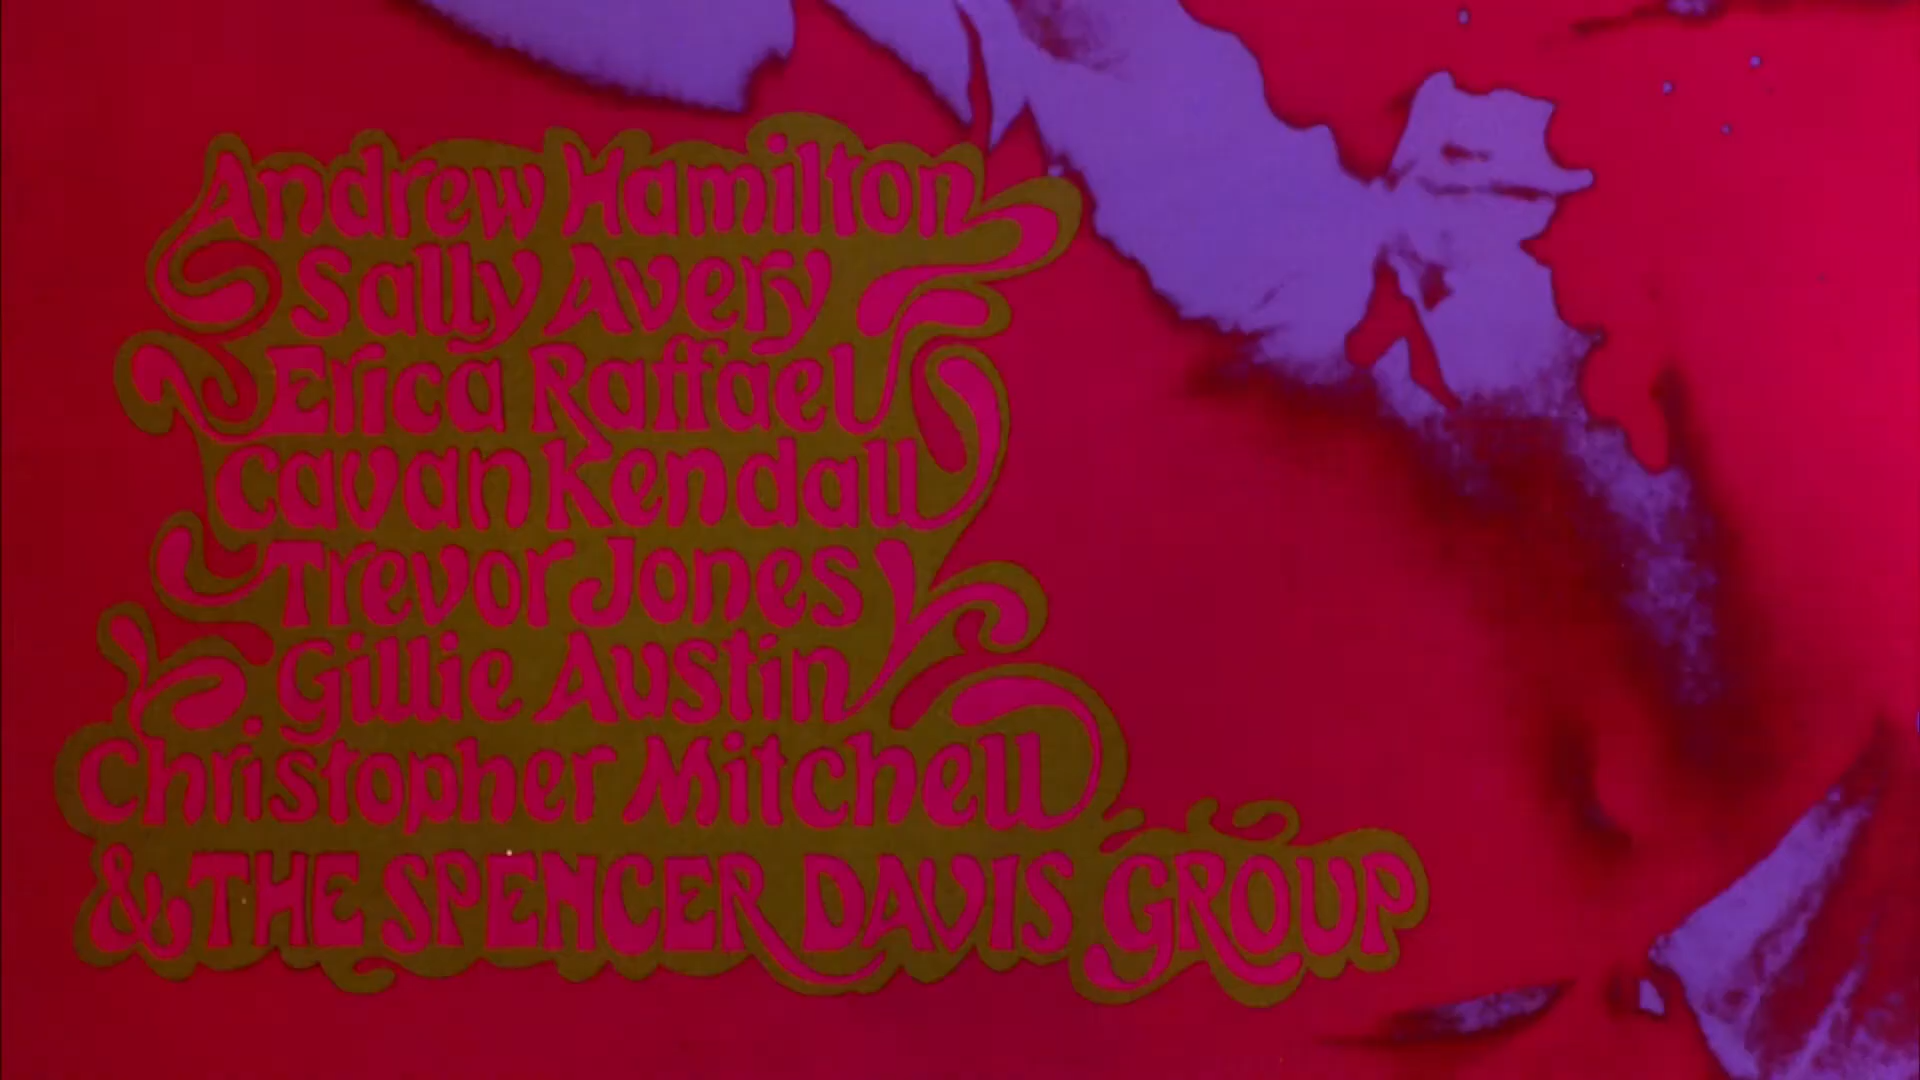 Andrew Hamilton
Sally Avery
Erica Raffael
Cavan Kendall
Trevor Jones
Gillie Austin
Christopher Mitchell
& THE SPENCER DAVIS GROUP